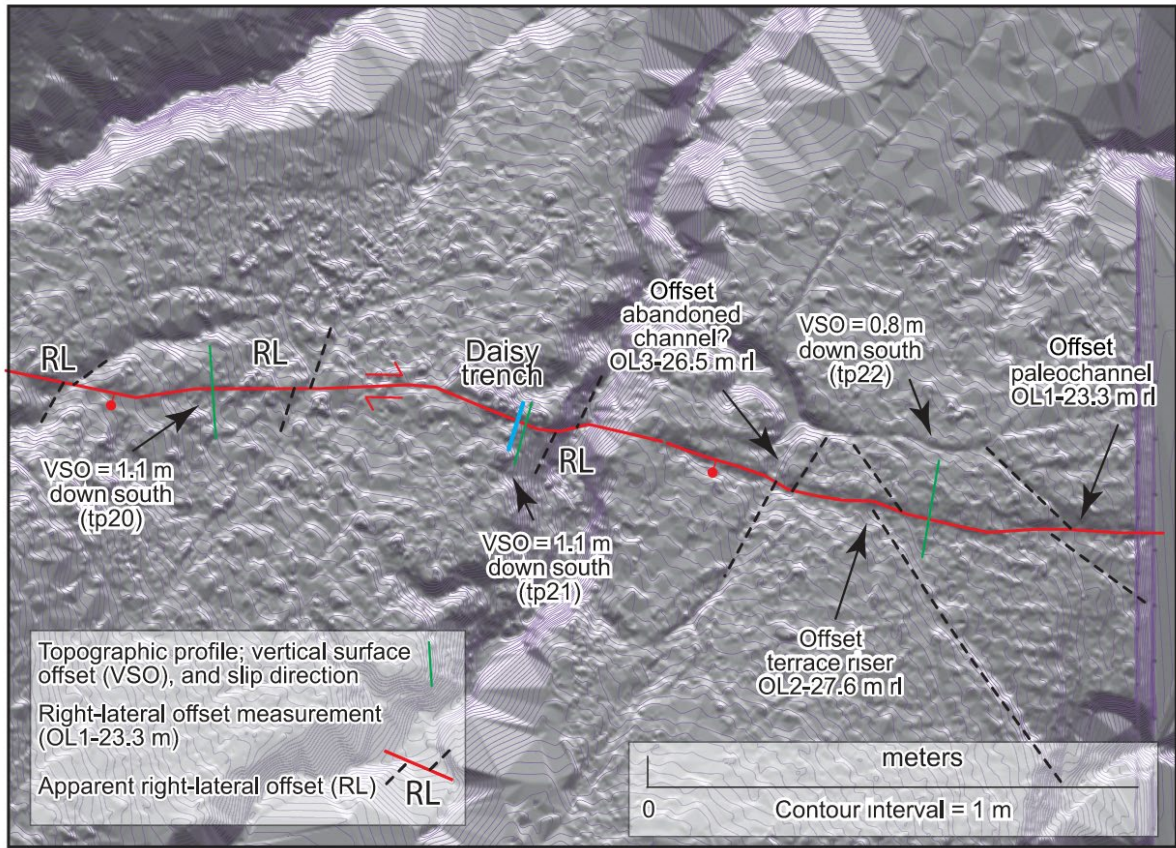 Offset
abandoned
channel?
OL3-26.5 m rl
VSO = 0.8 m
down south
(tp22)
Offset
paleochannel
OL1-23.3 m rl
RL
RL
Daisy
trench
RL
VSO = 1.1 m
down south
(tp20)
VSO = 1.1 m
down south
(tp21)
Offset
terrace riser
OL2-27.6 m rl
Topographic profile; vertical surface
offset (VSO), and slip direction
Right-lateral offset measurement
(OL1-23.3 m)
Apparent right-lateral offset (RL)
RL
meters
0
Contour interval = 1 m